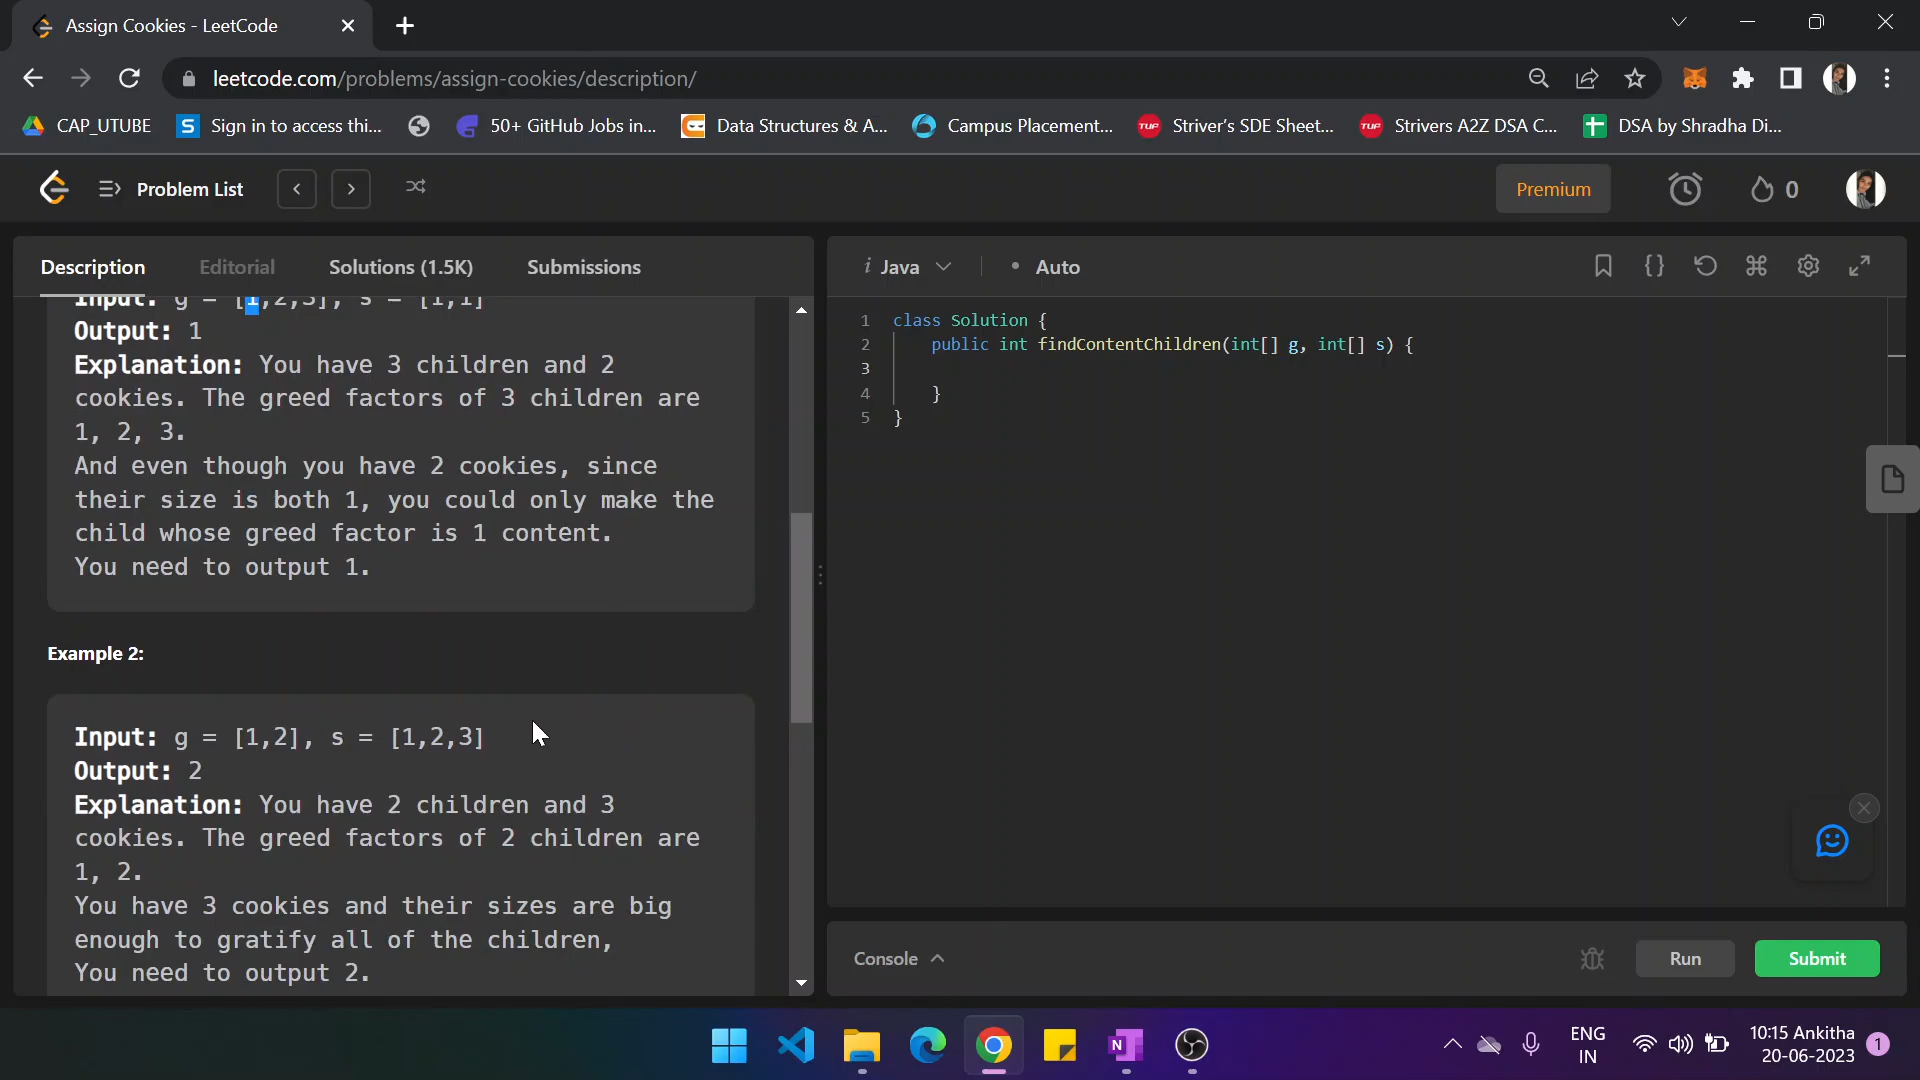 Assign Cookies - LeetCode
leetcode.com/problems/assign-cookies/description/
CAP_UTUBE
Sign in to access thi...
50+ GitHub Jobs in...
Data Structures & A...
Campus Placement...
TUF
Striver's SDE Sheet...
TUF
Strivers A2Z DSA C...
DSA by Shradha Di...
Problem List
Premium
0
Description
Editorial
Solutions (1.5K)
Submissions
i Java
Auto
Input: g = [1,2,3], s = [1,1]
Output: 1
Explanation: You have 3 children and 2
cookies. The greed factors of 3 children are
1, 2, 3.
And even though you have 2 cookies, since
their size is both 1, you could only make the
child whose greed factor is 1 content.
You need to output 1.
Example 2:
Input: g = [1,2], s = [1,2,3]
Output: 2
Explanation: You have 2 children and 3
cookies. The greed factors of 2 children are
1, 2.
You have 3 cookies and their sizes are big
enough to gratify all of the children,
You need to output 2.
1 class Solution {
2 public int findContentChildren(int[] g, int[] s) {
3
4 }
5 }
Console
Run
Submit
ENG
IN
10:15 Ankitha
20-06-2023
1